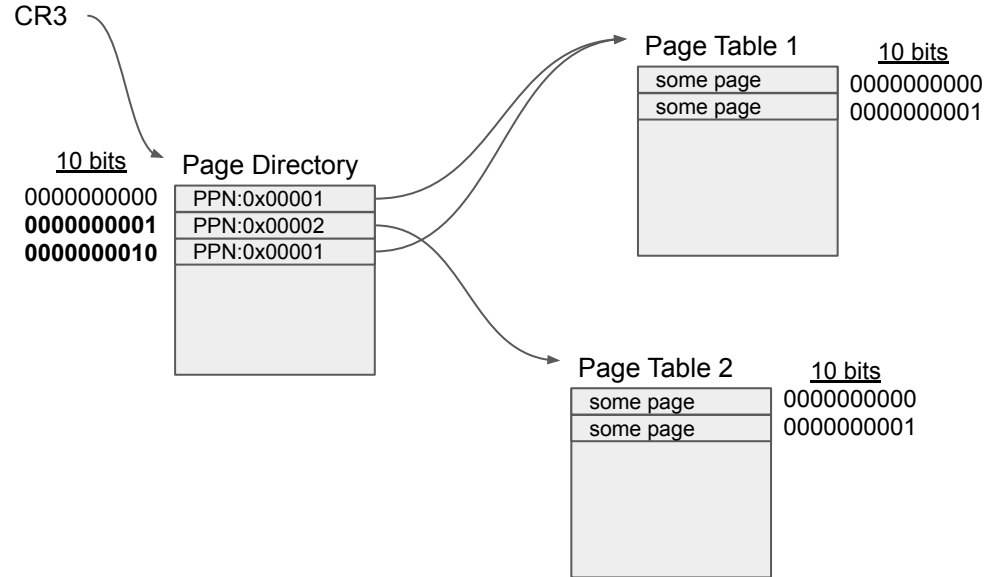 CR3
Page Table 1
10 bits
some page
0000000000
some page
0000000001
10 bits
Page Directory
0000000000
PPN:0x00001
0000000001
PPN:0x00002
0000000010
PPN:0x00001
Page Table 2
10 bits
some page
0000000000
some page
0000000001